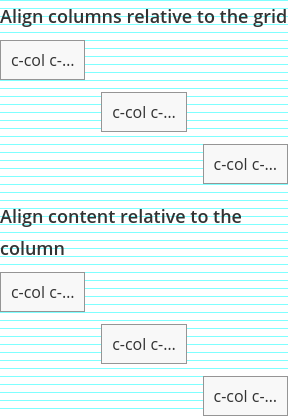 Align columns relative to the grid
c-col c-...
c-col c-...
c-col c-...
Align content relative to the
column
c-col c-...
c-col c-...
c-col c-...